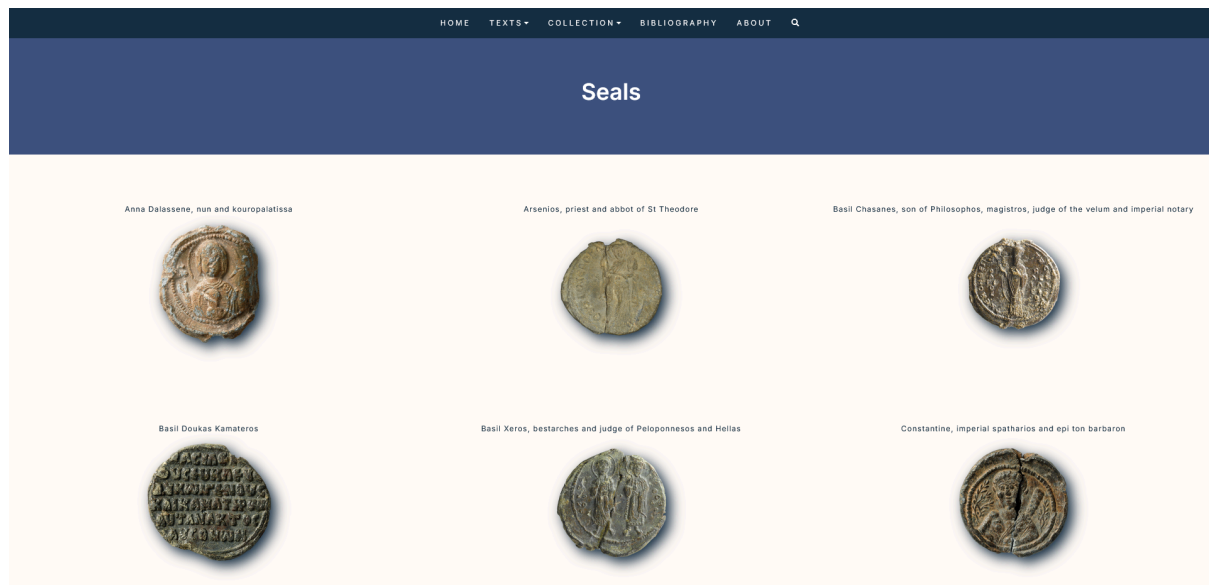 HOME TEXTS COLLECTION BIBLIOGRAPHY ABOUT
Seals
Anna Dalassene, nun and kouropalatissa
Arsenios, priest and abbot of St Theodore
Basil Chasanes, son of Philosophos, magistros, judge of the velum and imperial notary
Basil Doukas Kamateros
Basil Xeros, bestarches and judge of Peloponnesos and Hellas
Constantine, imperial spatharios and epi ton barbaron